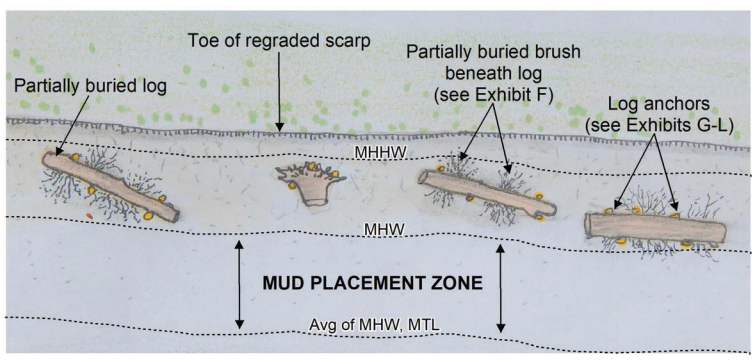 Toe of regraded scarp
Partially buried brush
beneath log
(see Exhibit F)
Partially buried log
Log anchors
(see Exhibits G-L)
MHHW
MHW
MUD PLACEMENT ZONE
Avg of MHW, MTL